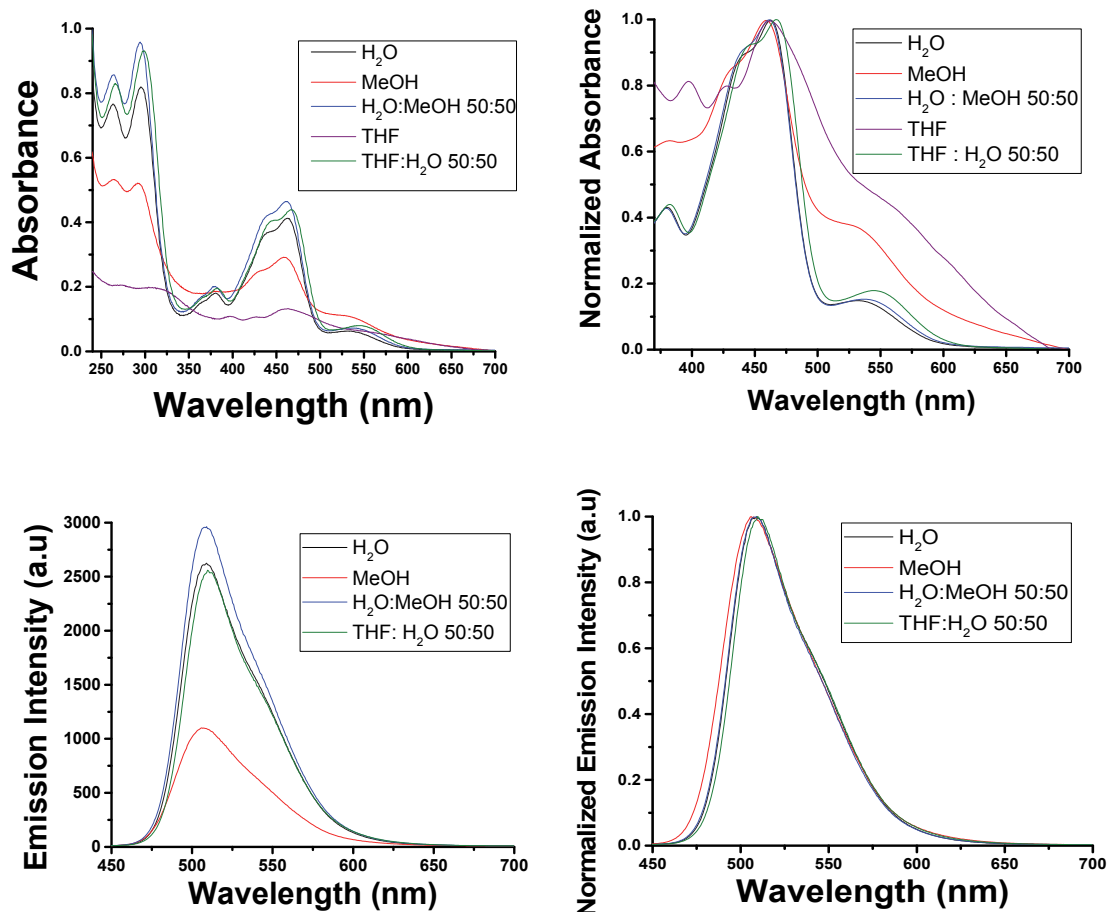 Absorbance
1.0
0.8
0.6
0.4
0.2
0.0
H₂O
MeOH
H₂O:MeOH 50:50
THF
THF:H₂O 50:50
250 300 350 400 450 500 550 600 650 700
Wavelength (nm)
Normalized Absorbance
1.0
0.8
0.6
0.4
0.2
0.0
H₂O
MeOH
H₂O : MeOH 50:50
THF
THF : H₂O 50:50
400 450 500 550 600 650 700
Wavelength (nm)
Emission Intensity (a.u)
3000
2500
2000
1500
1000
500
0
H₂O
MeOH
H₂O:MeOH 50:50
THF: H₂O 50:50
450 500 550 600 650 700
Wavelength (nm)
Normalized Emission Intensity (a.u)
1.0
0.8
0.6
0.4
0.2
0.0
H₂O
MeOH
H₂O:MeOH 50:50
THF:H₂O 50:50
450 500 550 600 650 700
Wavelength (nm)